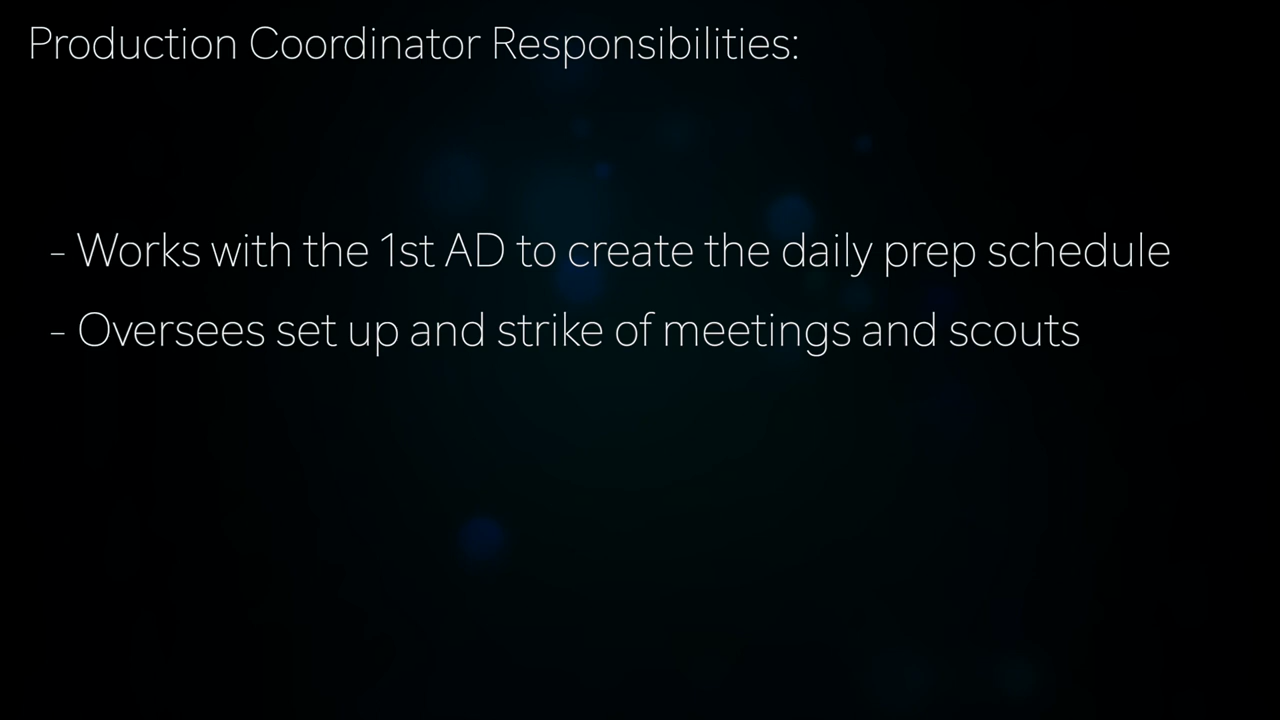 Production Coordinator Responsibilities:
- Works with the 1st AD to create the daily prep schedule
- Oversees set up and strike of meetings and scouts